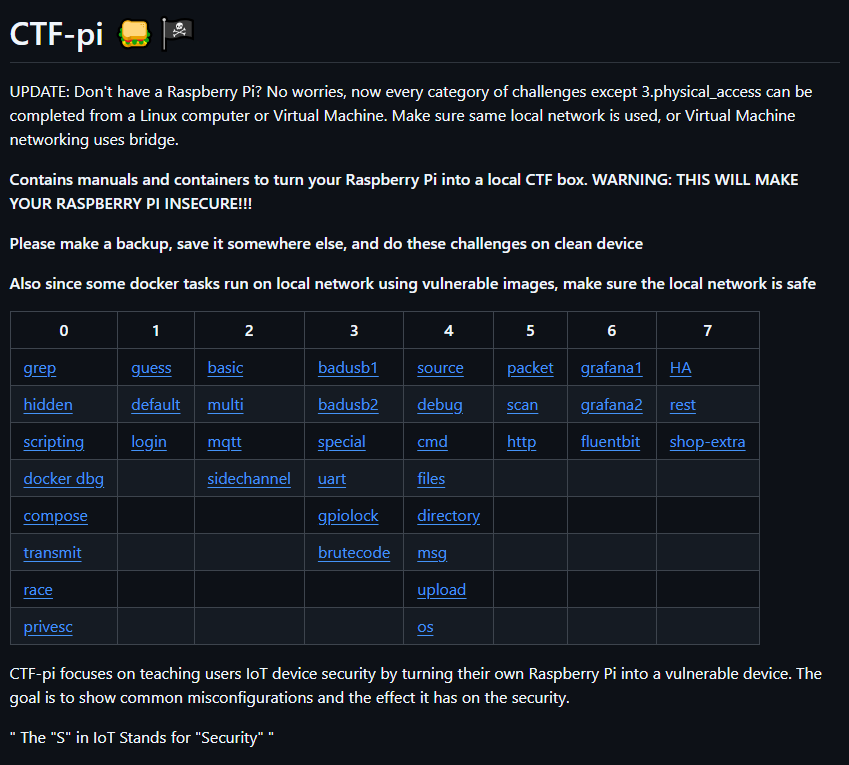 CTF-pi 🥪 🏴‍☠️
UPDATE: Don't have a Raspberry Pi? No worries, now every category of challenges except 3.physical_access can be
completed from a Linux computer or Virtual Machine. Make sure same local network is used, or Virtual Machine
networking uses bridge.
Contains manuals and containers to turn your Raspberry Pi into a local CTF box. WARNING: THIS WILL MAKE
YOUR RASPBERRY PI INSECURE!!!
Please make a backup, save it somewhere else, and do these challenges on clean device
Also since some docker tasks run on local network using vulnerable images, make sure the local network is safe
0 1 2 3 4 5 6 7
grep guess basic badusb1 source packet grafana1 HA
hidden default multi badusb2 debug scan grafana2 rest
scripting login mqtt special cmd http fluentbit shop-extra
docker dbg sidechannel uart files
compose gpiolock directory
transmit brutecode msg
race upload
privesc os
CTF-pi focuses on teaching users IoT device security by turning their own Raspberry Pi into a vulnerable device. The
goal is to show common misconfigurations and the effect it has on the security.
" The "S" in IoT Stands for "Security" "